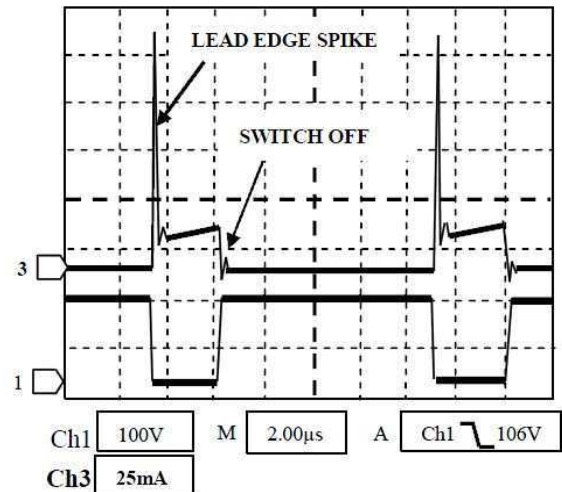 LEAD EDGE SPIKE
SWITCH OFF
3
1
Ch1 100V M 2.00µs A Ch1 106V
Ch3 25mA